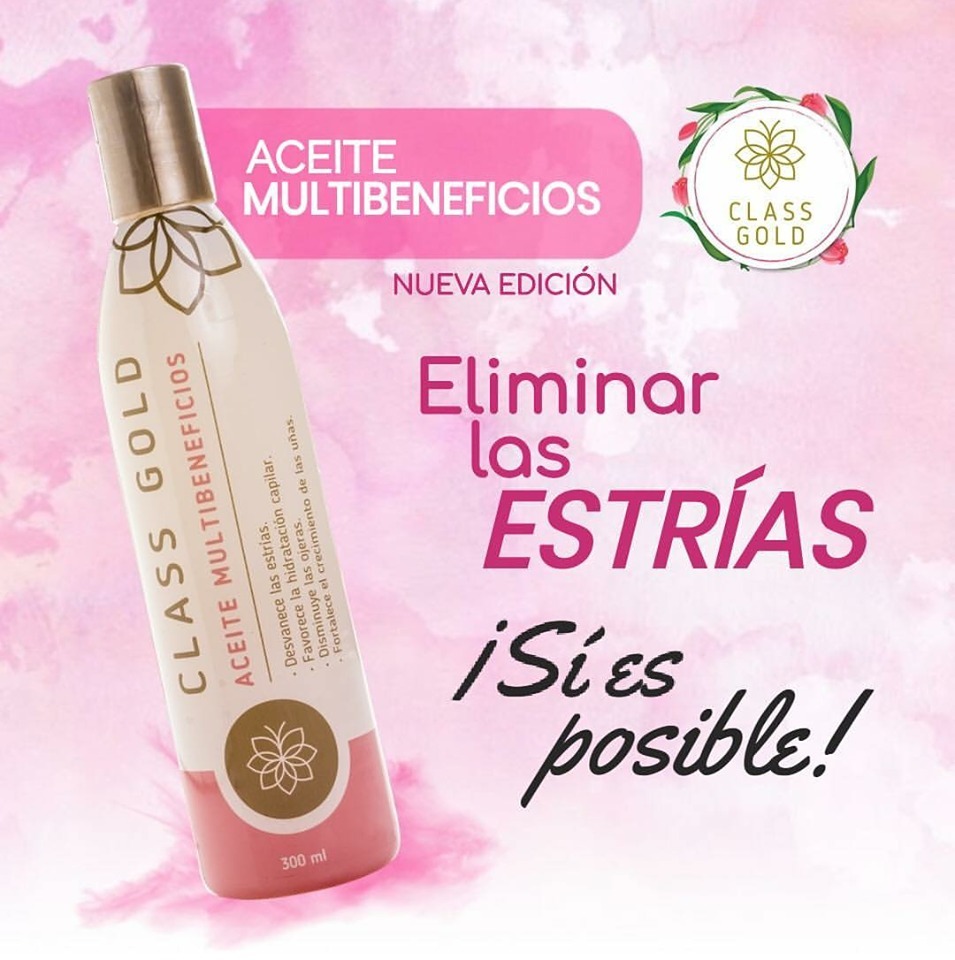 ACEITE
MULTIBENEFICIOS
NUEVA EDICIÓN
CLASS
GOLD
Eliminar
las
ESTRÍAS
¡Sí es
posible!
CLASS GOLD
ACEITE MULTIBENEFICIOS
· Desvanece las estrías.
· Favorece la hidratación capilar.
· Disminuye las ojeras.
· Fortalece el crecimiento de las uñas.
300 ml